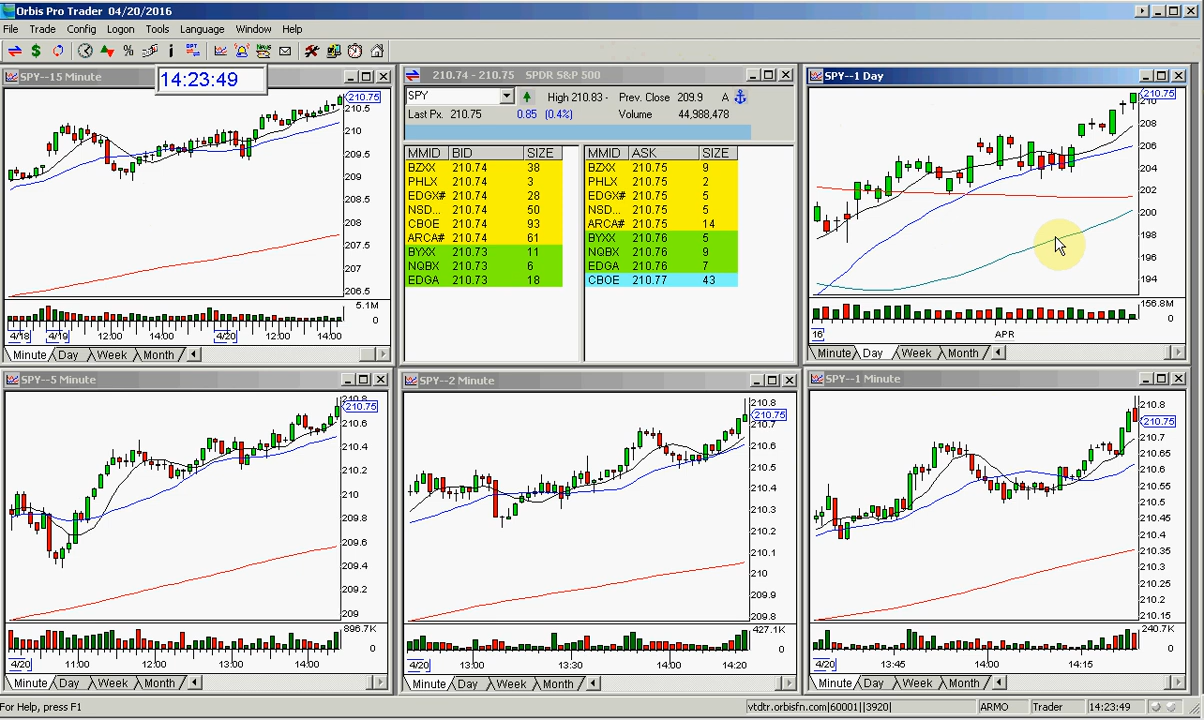 Orbis Pro Trader 04/20/2016
File Trade Config Logon Tools Language Window Help
SPY--15 Minute
14:23:49
210.75
210.5
210
209.5
209
208.5
208
207.5
207
206.5
5.1M
0
4/18 4/19 12:00 14:00 4/20 12:00 14:00
Minute Day Week Month
210.74 - 210.75 SPDR S&P 500
SPY High 210.83 - Prev. Close 209.9 A
Last Px. 210.75 0.85 (0.4%) Volume 44,988,478
MMID BID SIZE MMID ASK SIZE
BZXX 210.74 38 BZXX 210.75 9
PHLX 210.74 3 PHLX 210.75 2
EDGX# 210.74 28 EDGX# 210.75 5
NSD... 210.74 50 NSD... 210.75 5
CBOE 210.74 93 ARCA# 210.75 14
ARCA# 210.74 61 BYXX 210.76 5
BYXX 210.73 11 NQBX 210.76 9
NQBX 210.73 6 EDGA 210.76 7
EDGA 210.73 18 CBOE 210.77 43
SPY--1 Day
210.75
210
208
206
204
202
200
198
196
194
156.8M
0
16' APR
Minute Day Week Month
SPY--5 Minute
210.8
210.75
210.6
210.4
210.2
210
209.8
209.6
209.4
209.2
209
896.7K
0
4/20 11:00 12:00 13:00 14:00
Minute Day Week Month
SPY--2 Minute
210.8
210.75
210.7
210.6
210.5
210.4
210.3
210.2
210.1
210
209.9
209.8
427.1K
0
4/20 13:00 13:30 14:00 14:20
Minute Day Week Month
SPY--1 Minute
210.8
210.75
210.7
210.65
210.6
210.55
210.5
210.45
210.4
210.35
210.3
210.25
210.2
210.15
240.7K
0
4/20 13:45 14:00 14:15
Minute Day Week Month
For Help, press F1 vtdtr.orbisfn.com|60001||3920| ARMO Trader 14:23:49